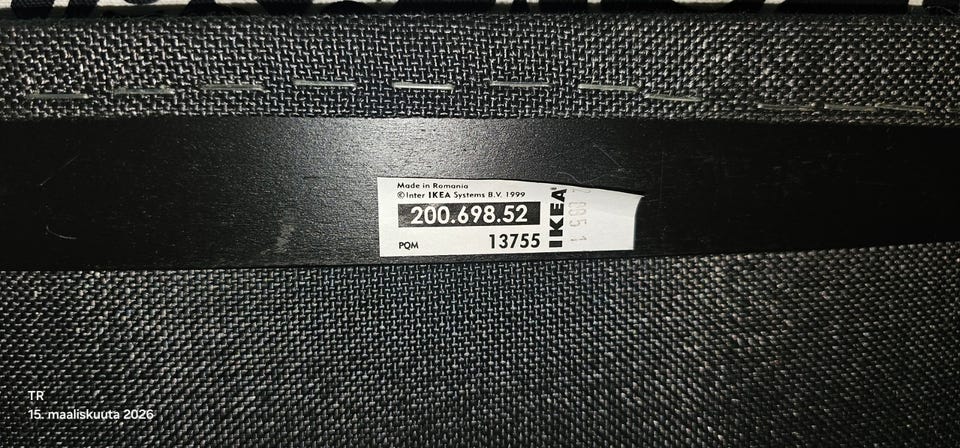 Made in Romania
©Inter IKEA Systems B.V. 1999
200.698.52
PQM 13755
IKEA
TR
15. maaliskuuta 2026